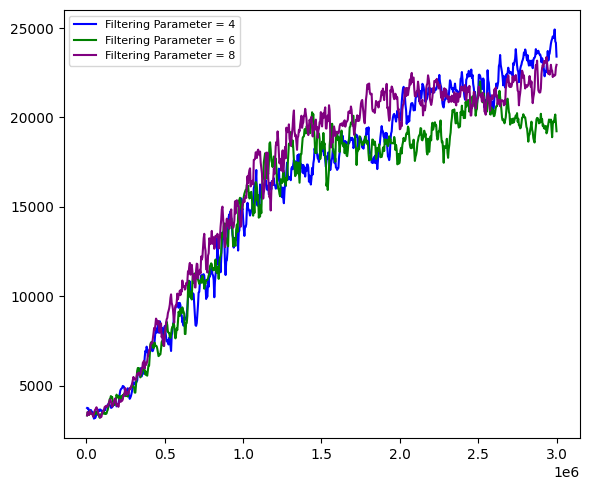 Filtering Parameter = 4
Filtering Parameter = 6
Filtering Parameter = 8
25000
20000
15000
10000
5000
0.0 0.5 1.0 1.5 2.0 2.5 3.0
1e6